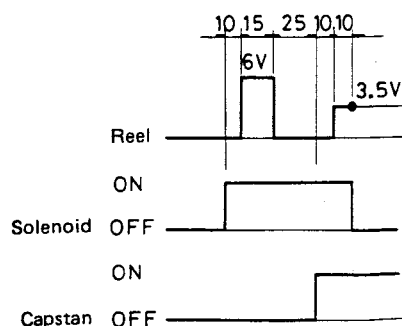 10 15 25 10 10
6V
3.5V
Reel
ON
Solenoid OFF
ON
Capstan OFF